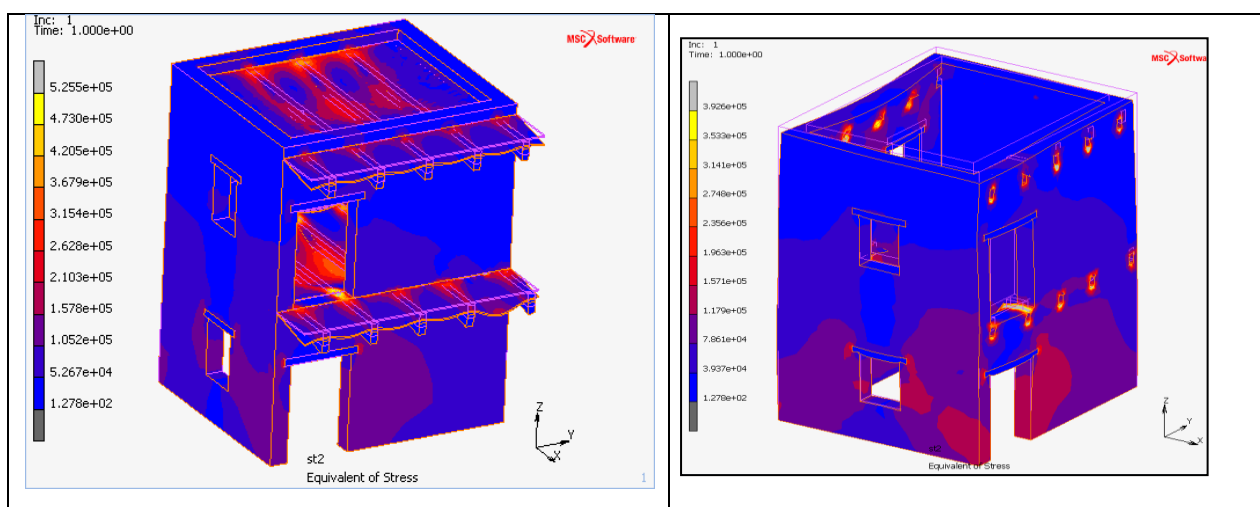 Inc: 1
Time: 1.000e+00
MSC Software
5.255e+05
4.730e+05
4.205e+05
3.679e+05
3.154e+05
2.628e+05
2.103e+05
1.578e+05
1.052e+05
5.267e+04
1.278e+02
Z
Y
X
st2
Equivalent of Stress
1
Inc: 1
Time: 1.000e+00
MSC Softwa
3.926e+05
3.533e+05
3.141e+05
2.748e+05
2.356e+05
1.963e+05
1.571e+05
1.179e+05
7.861e+04
3.937e+04
1.278e+02
Z
Y
X
st2
Equivalent of Stress